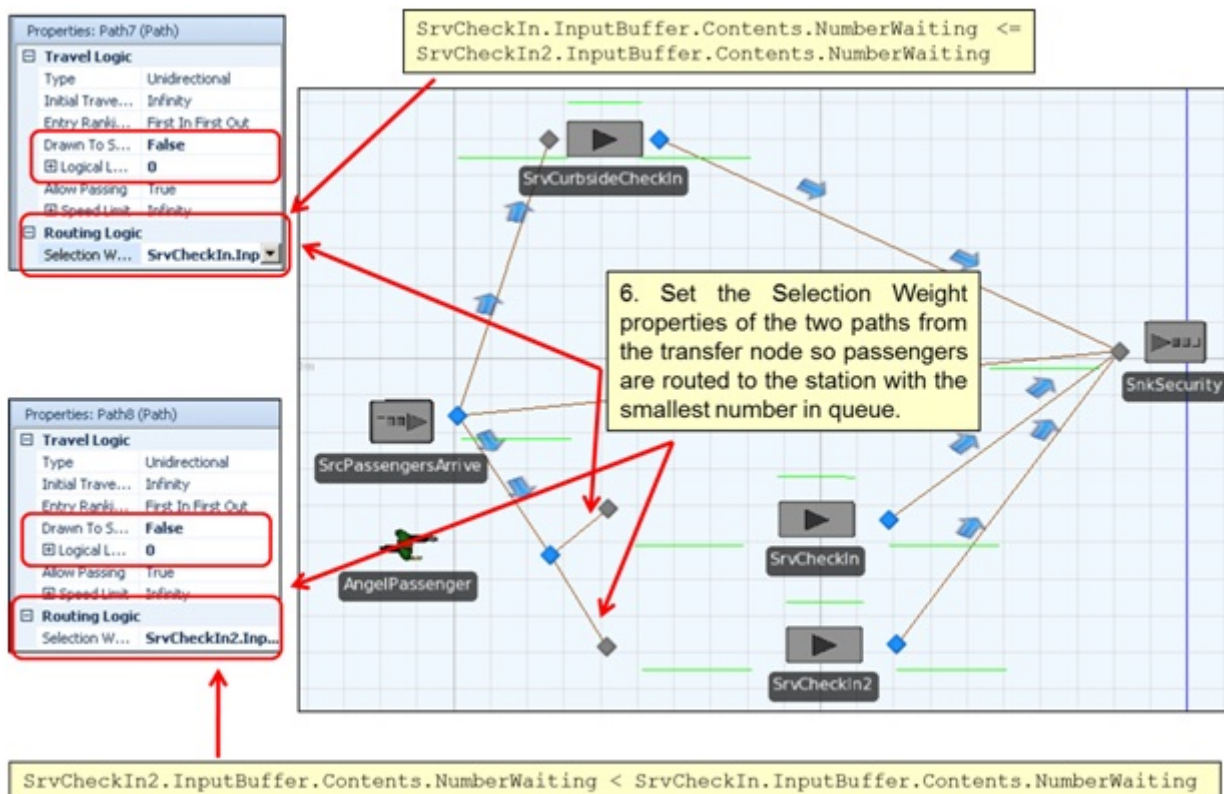 Properties: Path7 (Path)
Travel Logic
Type Unidirectional
Initial Trave... Infinity
Entry Ranki... First In First Out
Drawn To S... False
Logical L... 0
Allow Passing True
Speed Limit Infinity
Routing Logic
Selection W... SrvCheckIn.Inp
SrvCheckIn.InputBuffer.Contents.NumberWaiting <=
SrvCheckIn2.InputBuffer.Contents.NumberWaiting
SrvCurbsideCheckIn
6. Set the Selection Weight
properties of the two paths from
the transfer node so passengers
are routed to the station with the
smallest number in queue.
SnkSecurity
SrcPassengersArrive
AngelPassenger
SrvCheckIn
SrvCheckIn2
Properties: Path8 (Path)
Travel Logic
Type Unidirectional
Initial Trave... Infinity
Entry Ranki... First In First Out
Drawn To S... False
Logical L... 0
Allow Passing True
Speed Limit Infinity
Routing Logic
Selection W... SrvCheckIn2.Inp...
SrvCheckIn2.InputBuffer.Contents.NumberWaiting < SrvCheckIn.InputBuffer.Contents.NumberWaiting